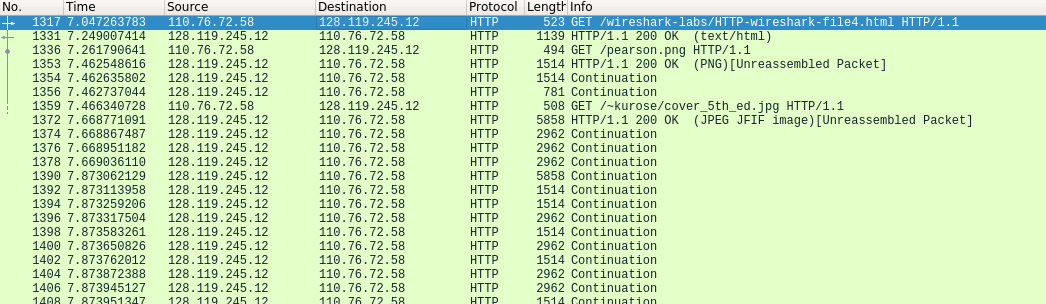 No. Time Source Destination Protocol Length Info
1317 7.047263783 110.76.72.58 128.119.245.12 HTTP 523 GET /wireshark-labs/HTTP-wireshark-file4.html HTTP/1.1
1331 7.249007414 128.119.245.12 110.76.72.58 HTTP 1139 HTTP/1.1 200 OK (text/html)
1336 7.261790641 110.76.72.58 128.119.245.12 HTTP 494 GET /pearson.png HTTP/1.1
1353 7.462548616 128.119.245.12 110.76.72.58 HTTP 1514 HTTP/1.1 200 OK (PNG)[Unreassembled Packet]
1354 7.462635802 128.119.245.12 110.76.72.58 HTTP 1514 Continuation
1356 7.462737044 128.119.245.12 110.76.72.58 HTTP 781 Continuation
1359 7.466340728 110.76.72.58 128.119.245.12 HTTP 508 GET /~kurose/cover_5th_ed.jpg HTTP/1.1
1372 7.668771091 128.119.245.12 110.76.72.58 HTTP 5858 HTTP/1.1 200 OK (JPEG JFIF image)[Unreassembled Packet]
1374 7.668867487 128.119.245.12 110.76.72.58 HTTP 2962 Continuation
1376 7.668951182 128.119.245.12 110.76.72.58 HTTP 2962 Continuation
1378 7.669036110 128.119.245.12 110.76.72.58 HTTP 2962 Continuation
1390 7.873062129 128.119.245.12 110.76.72.58 HTTP 5858 Continuation
1392 7.873113958 128.119.245.12 110.76.72.58 HTTP 1514 Continuation
1394 7.873259206 128.119.245.12 110.76.72.58 HTTP 1514 Continuation
1396 7.873317504 128.119.245.12 110.76.72.58 HTTP 2962 Continuation
1398 7.873583261 128.119.245.12 110.76.72.58 HTTP 1514 Continuation
1400 7.873650826 128.119.245.12 110.76.72.58 HTTP 2962 Continuation
1402 7.873762012 128.119.245.12 110.76.72.58 HTTP 1514 Continuation
1404 7.873872388 128.119.245.12 110.76.72.58 HTTP 2962 Continuation
1406 7.873945127 128.119.245.12 110.76.72.58 HTTP 2962 Continuation
1408 7.873951347 128.119.245.12 110.76.72.58 HTTP 1514 Continuation